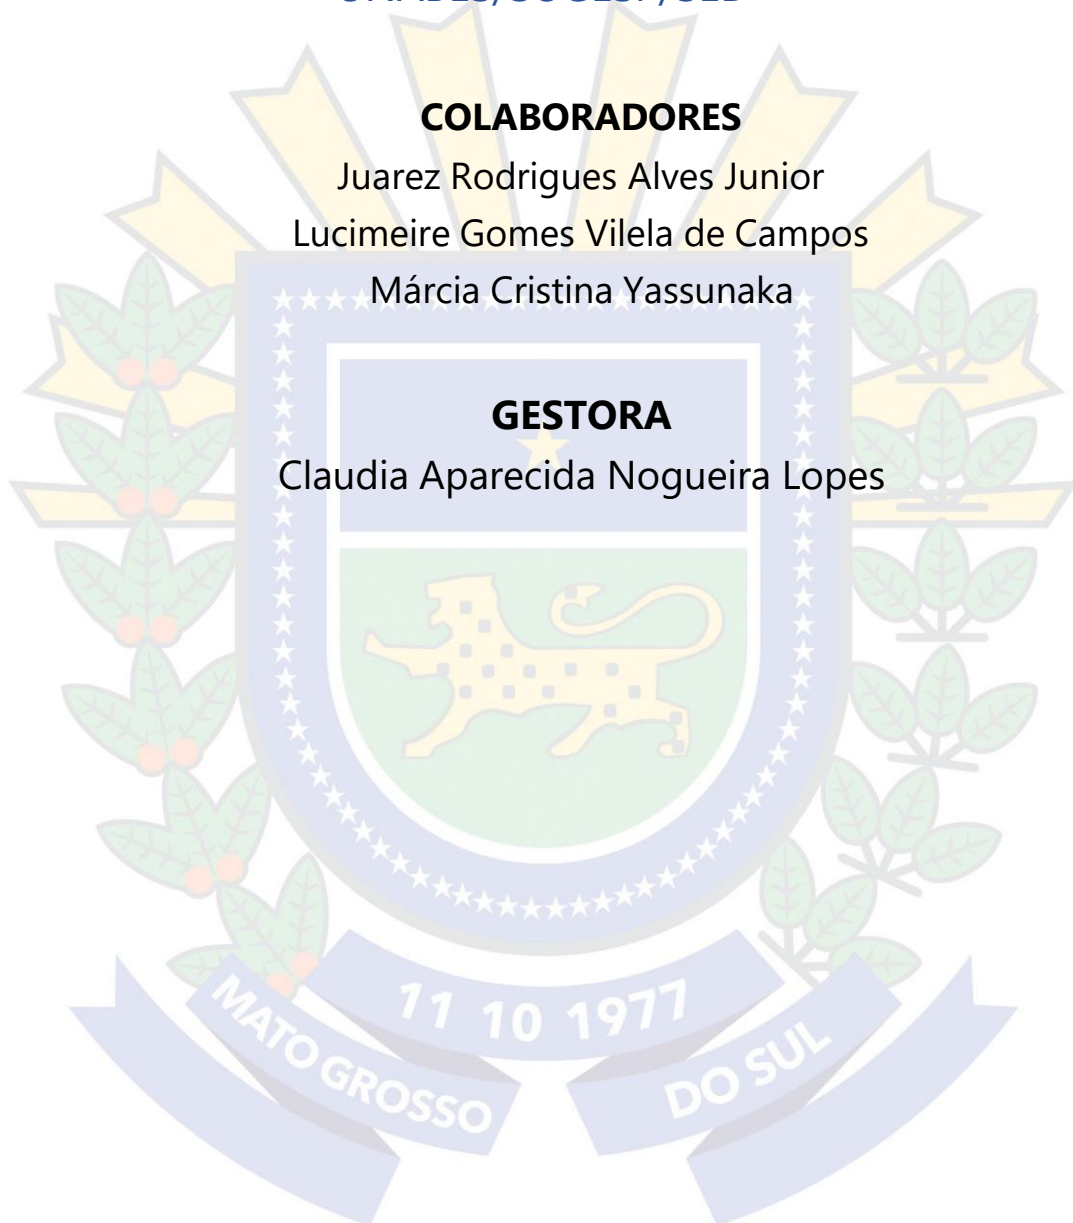 COLABORADORES
Juarez Rodrigues Alves Junior
Lucimeire Gomes Vilela de Campos
Márcia Cristina Yassunaka
GESTORA
Claudia Aparecida Nogueira Lopes
11 10 1977
MATO GROSSO
DO SUL